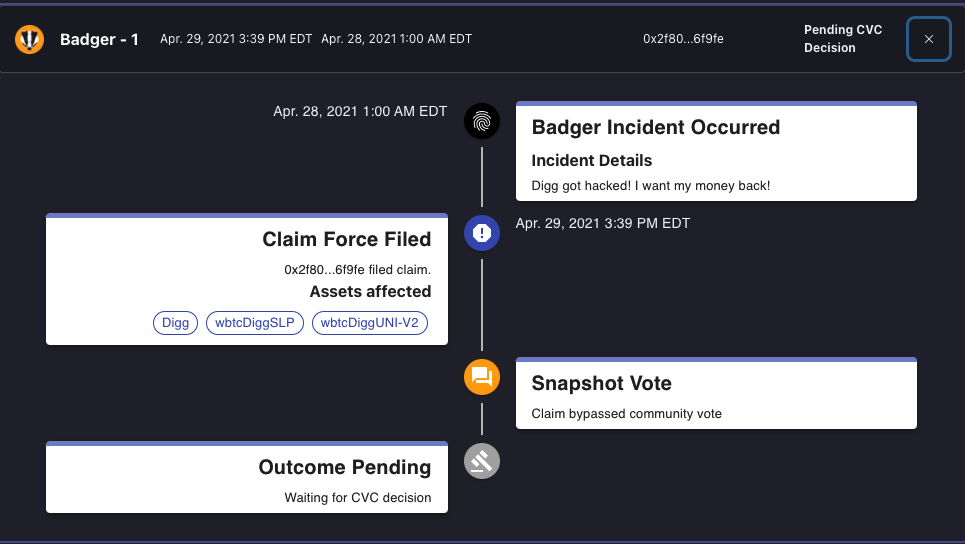 Badger - 1 Apr. 29, 2021 3:39 PM EDT Apr. 28, 2021 1:00 AM EDT 0x2f80...6f9fe Pending CVC
Decision
Apr. 28, 2021 1:00 AM EDT
Badger Incident Occurred
Incident Details
Digg got hacked! I want my money back!
Apr. 29, 2021 3:39 PM EDT
Claim Force Filed
0x2f80...6f9fe filed claim.
Assets affected
Digg wbtcDiggSLP wbtcDiggUNI-V2
Snapshot Vote
Claim bypassed community vote
Outcome Pending
Waiting for CVC decision